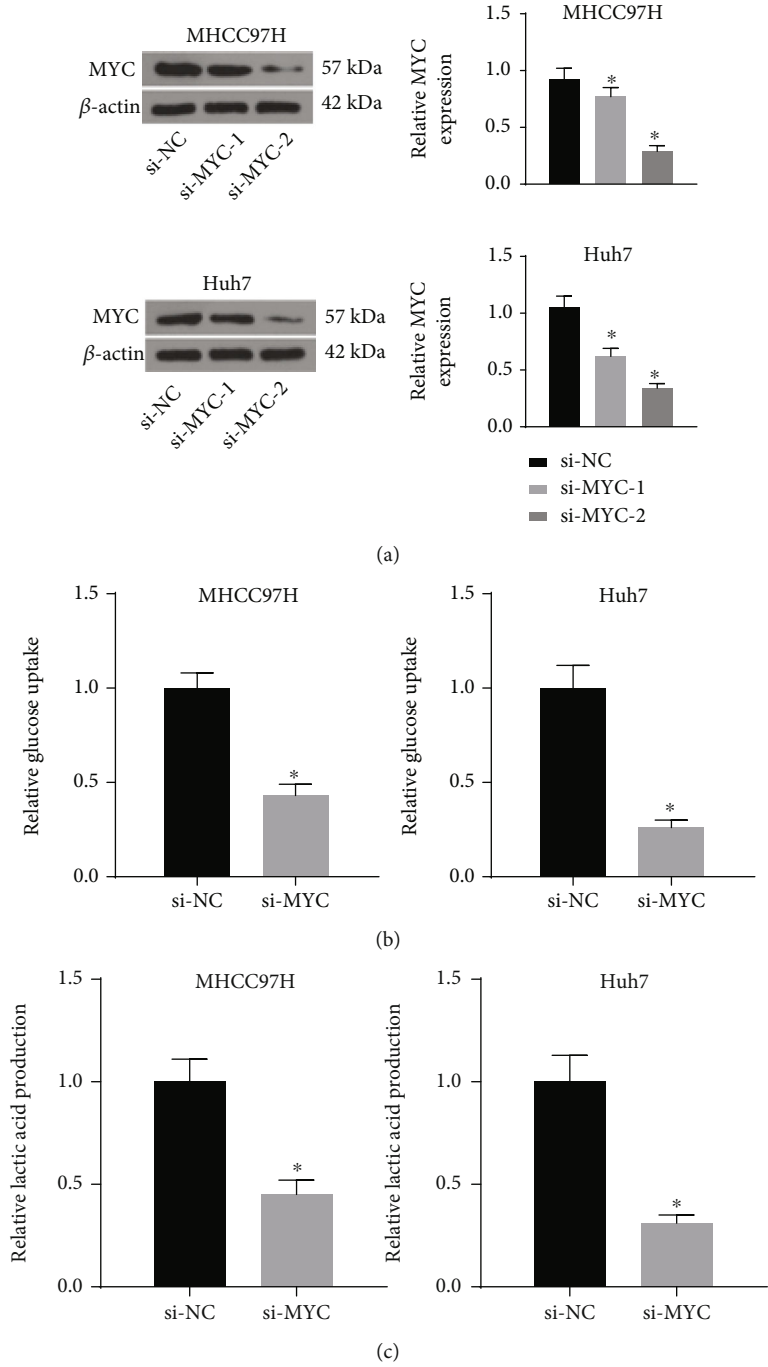 MHCC97H
MYC
57 kDa
β-actin
42 kDa
si-NC
si-MYC-1
si-MYC-2
MHCC97H
Relative MYC
expression
1.5
1.0
0.5
0.0
*
*
Huh7
MYC
57 kDa
β-actin
42 kDa
si-NC
si-MYC-1
si-MYC-2
Huh7
Relative MYC
expression
1.5
1.0
0.5
0.0
*
*
si-NC
si-MYC-1
si-MYC-2
(a)
MHCC97H
Relative glucose uptake
1.5
1.0
0.5
0.0
*
si-NC
si-MYC
Huh7
Relative glucose uptake
1.5
1.0
0.5
0.0
*
si-NC
si-MYC
(b)
MHCC97H
Relative lactic acid production
1.5
1.0
0.5
0.0
*
si-NC
si-MYC
Huh7
Relative lactic acid production
1.5
1.0
0.5
0.0
*
si-NC
si-MYC
(c)